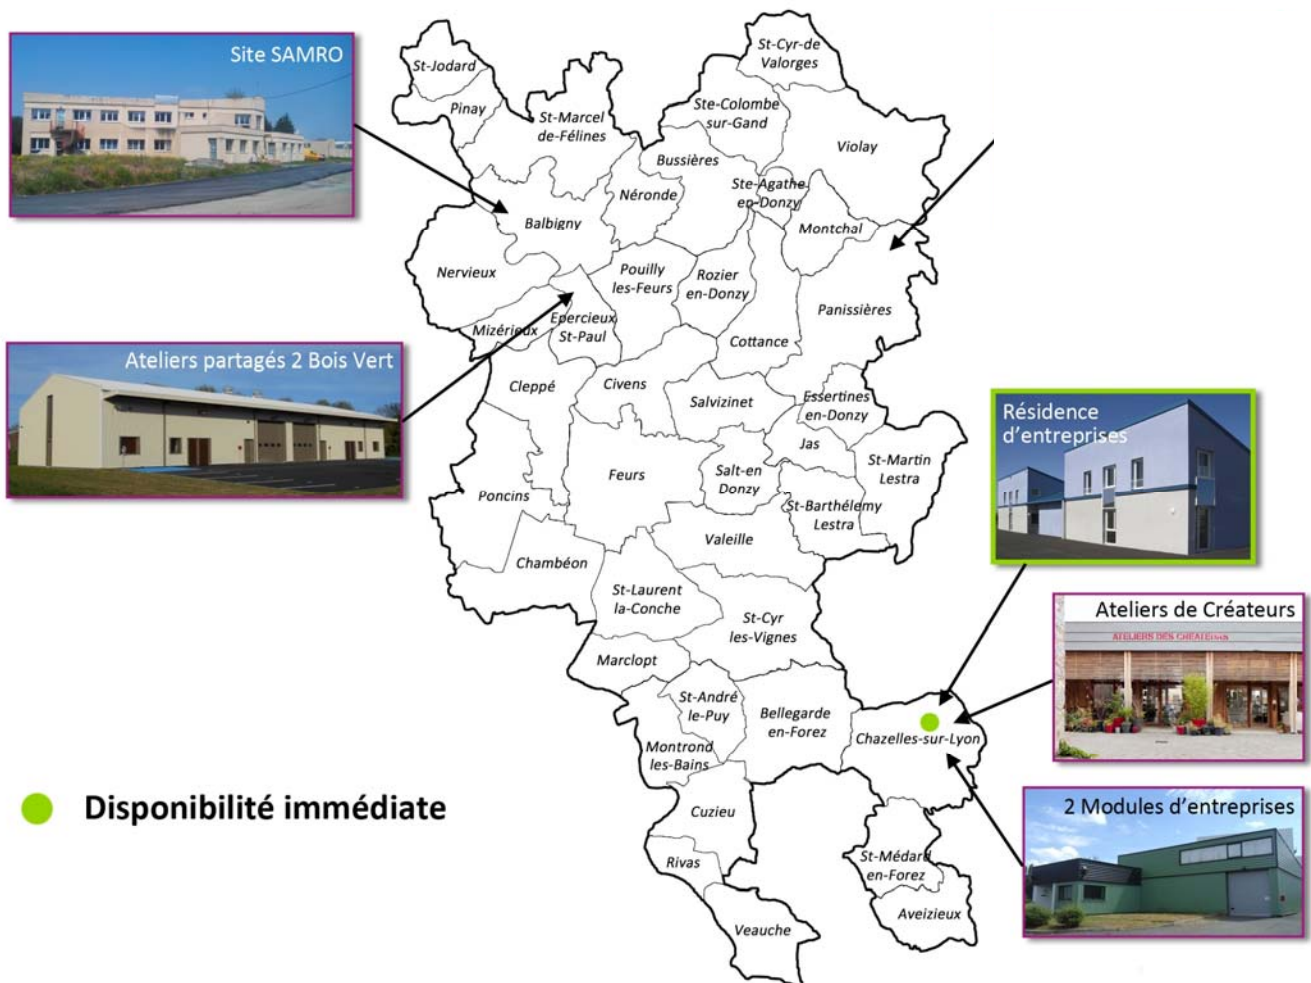 Site SAMRO
St-Jodard
Pinay
St-Marcel
de-Félines
St-Cyr-de
Valorges
Ste-Colombe
sur-Gand
Violay
Bussières
Néronde
Ste-Agathe
en-Donzy
Montchal
Balbigny
Nervieux
Pouilly
les-Feurs
Rozier
en-Donzy
Panissières
Mizérieux
Epercieux
St-Paul
Cottance
Ateliers partagés 2 Bois Vert
Cleppé
Civens
Salvizinet
Essertines
en-Donzy
Résidence
d'entreprises
Jas
St-Martin
Lestra
Feurs
Salt-en
Donzy
Poncins
St-Barthélemy
Lestra
Valeille
Chambéon
St-Laurent
la-Conche
St-Cyr
les-Vignes
Ateliers de Créateurs
ATELIERS DES CRÉATEURS
Marclopt
St-André
le-Puy
Bellegarde
en-Forez
Chazelles-sur-Lyon
Montrond
les-Bains
Disponibilité immédiate
Cuzieu
2 Modules d'entreprises
Rivas
St-Médard
en-Forez
Aveizieux
Veauche